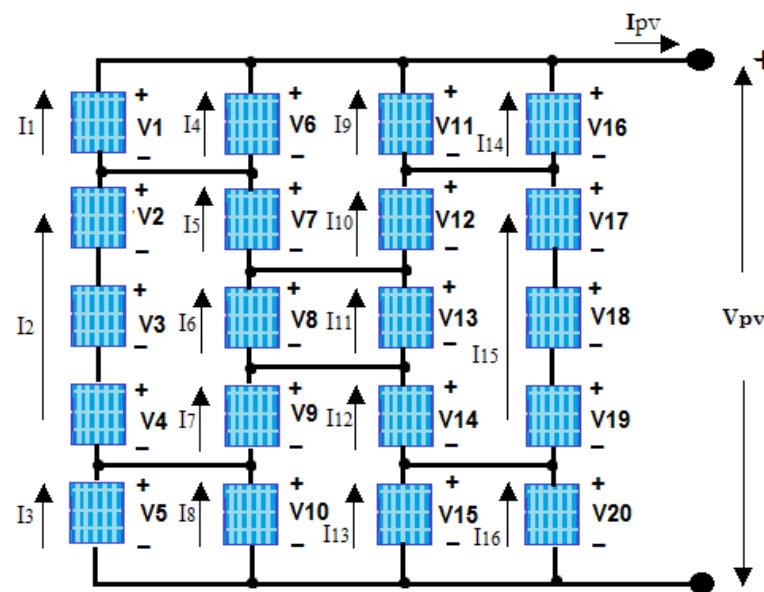 Ipv
+
+ + + +
I1 V1 I4 V6 I9 V11 I14 V16
− − − −
+ + + +
V2 I5 V7 I10 V12 V17
− − − −
+ + + +
I2 V3 I6 V8 I11 V13 V18 Vpv
− − − −
I15
+ + + +
V4 I7 V9 I12 V14 V19
− − − −
+ + + +
I3 V5 I8 V10 I13 V15 I16 V20
− − − −
−